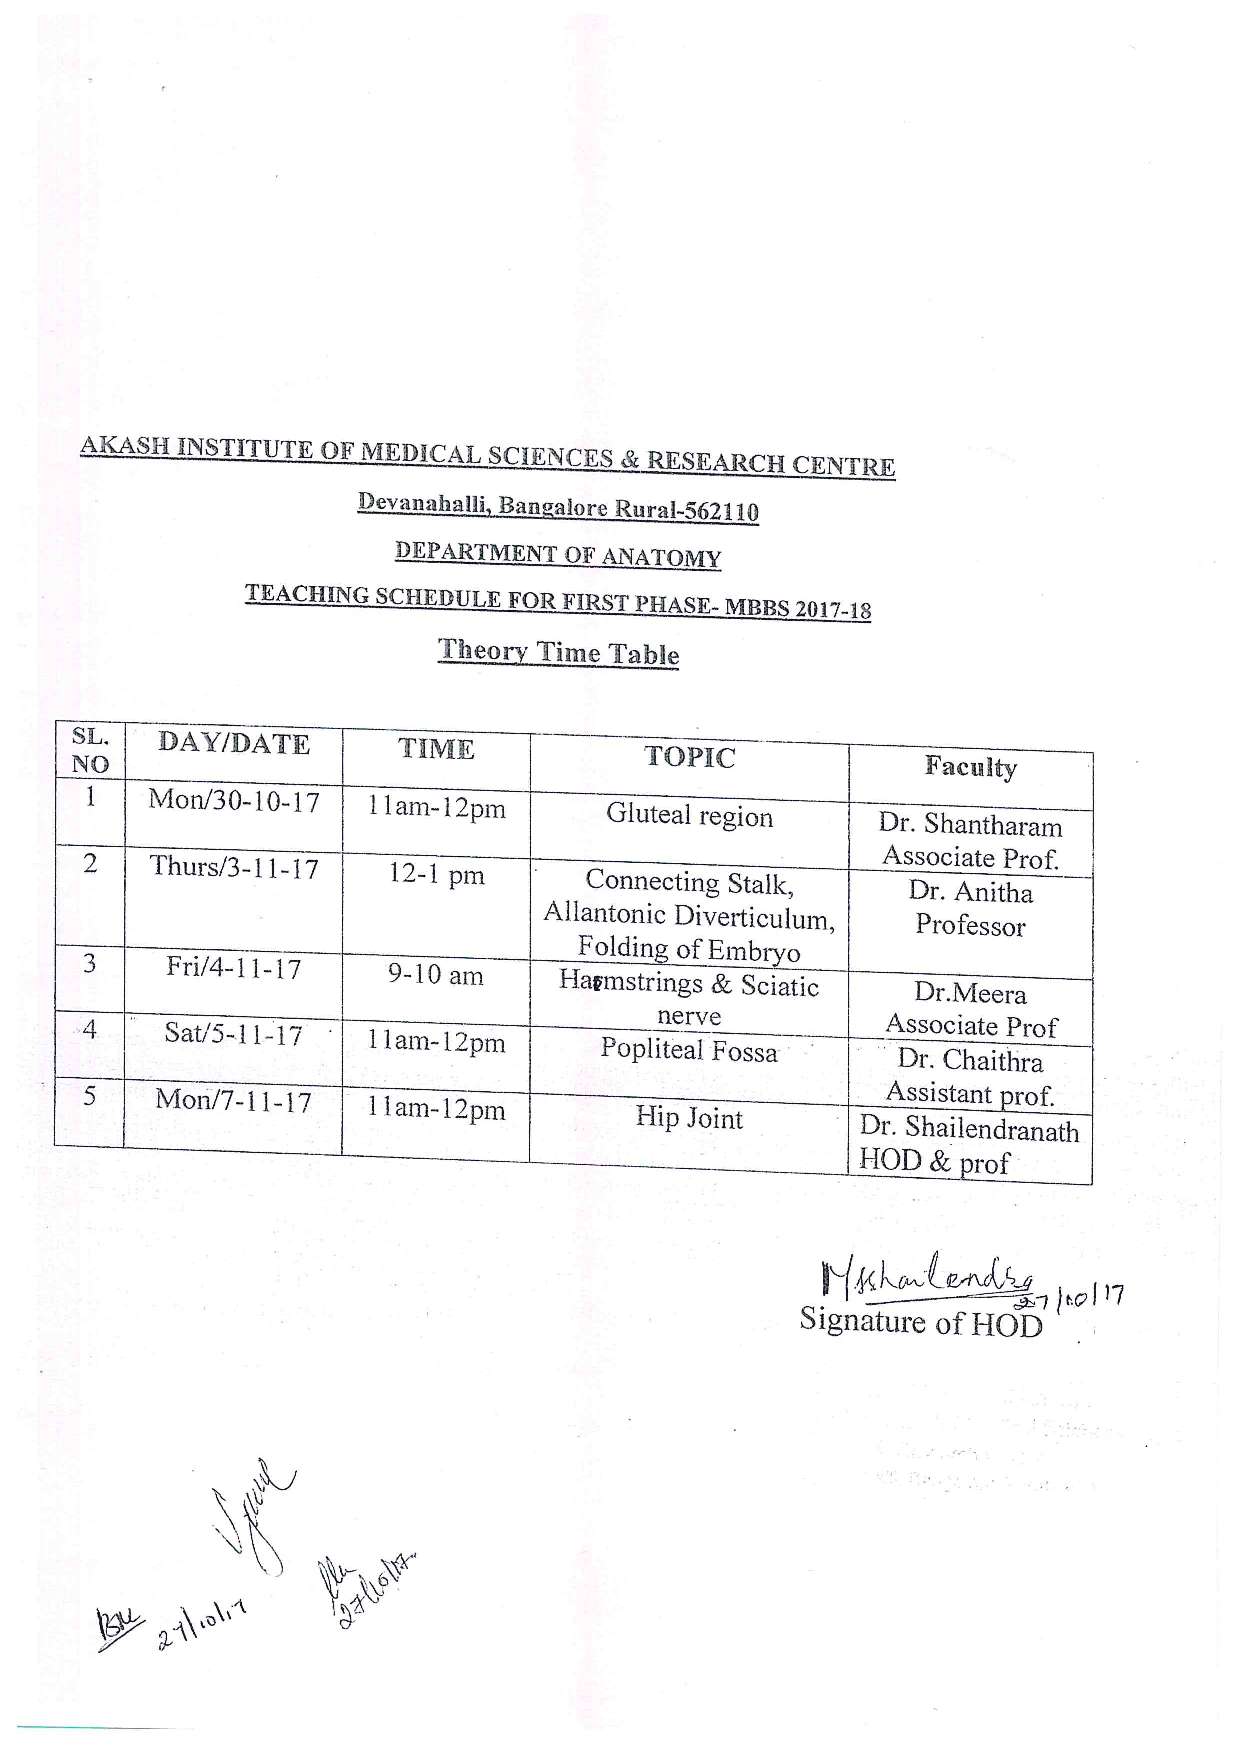 AKASH INSTITUTE OF MEDICAL SCIENCES & RESEARCH CENTRE
Devanahalli, Bangalore Rural-562110
DEPARTMENT OF ANATOMY
TEACHING SCHEDULE FOR FIRST PHASE- MBBS 2017-18
Theory Time Table
SL. NO DAY/DATE TIME TOPIC Faculty
1 Mon/30-10-17 11am-12pm Gluteal region Dr. Shantharam
Associate Prof.
2 Thurs/3-11-17 12-1 pm Connecting Stalk, Dr. Anitha
Allantonic Diverticulum, Professor
Folding of Embryo
3 Fri/4-11-17 9-10 am Hamstrings & Sciatic Dr.Meera
nerve Associate Prof
4 Sat/5-11-17 11am-12pm Popliteal Fossa Dr. Chaithra
Assistant prof.
5 Mon/7-11-17 11am-12pm Hip Joint Dr. Shailendranath
HOD & prof
27/10/17
Signature of HOD
27/10/17
27/10/17